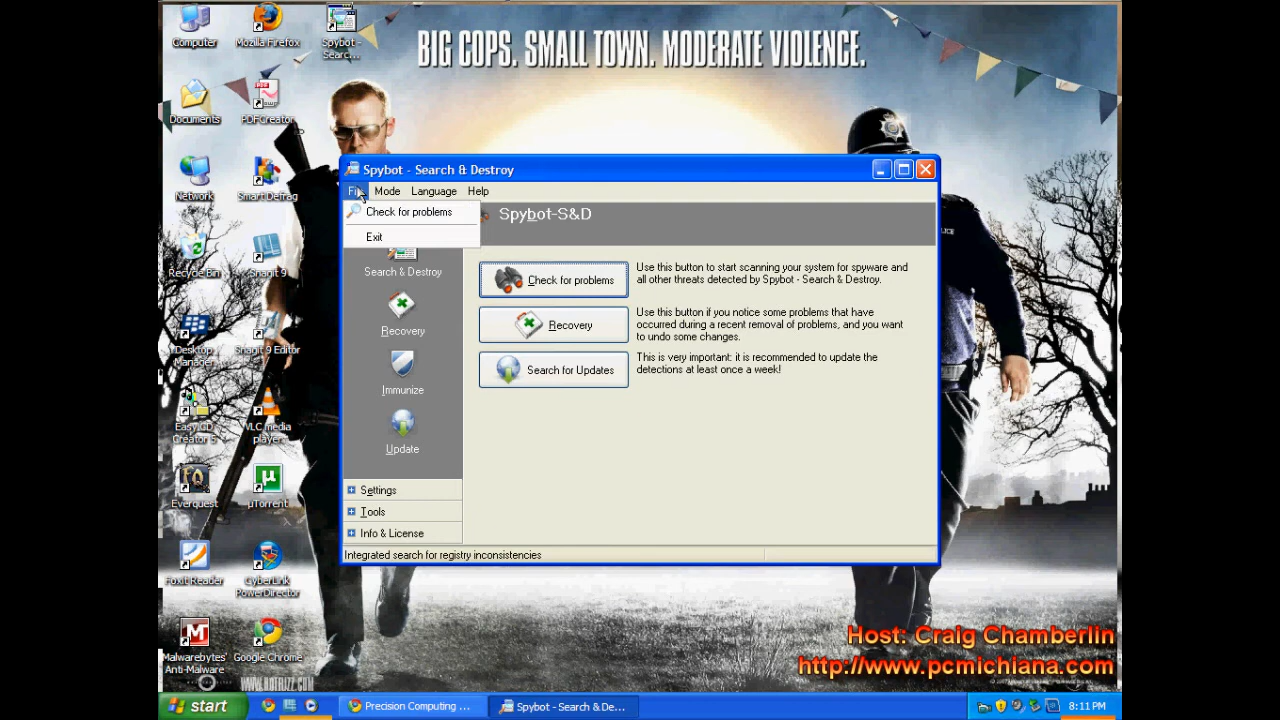 BIG COPS. SMALL TOWN. MODERATE VIOLENCE.
Computer
Mozilla Firefox
Spybot - Searc...
Documents
PDFCreator
Network
Smart Defrag
Recycle Bin
SnagIt 9
Desktop Manager
SnagIt 9 Editor
Easy CD Creator 5
VLC media player
Everquest
µTorrent
Foxit Reader
CyberLink PowerDirector
Malwarebytes' Anti-Malware
Google Chrome
Spybot - Search & Destroy
Mode Language Help
Check for problems
Exit
Spybot-S&D
Search & Destroy
Recovery
Immunize
Update
Settings
Tools
Info & License
Check for problems
Use this button to start scanning your system for spyware and
all other threats detected by Spybot - Search & Destroy.
Recovery
Use this button if you notice some problems that have
occurred during a recent removal of problems, and you want
to undo some changes.
Search for Updates
This is very important: it is recommended to update the
detections at least once a week!
Integrated search for registry inconsistencies
Host: Craig Chamberlin
http://www.pcmichiana.com
start
Precision Computing ...
Spybot - Search & De...
8:11 PM